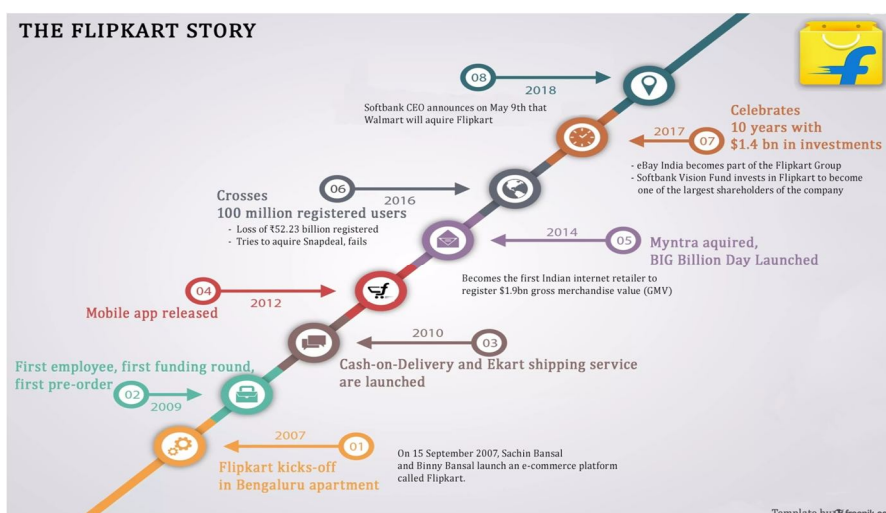 THE FLIPKART STORY
08
2018
Softbank CEO announces on May 9th that
Walmart will aquire Flipkart
2017
07
Celebrates
10 years with
$1.4 bn in investments
- eBay India becomes part of the Flipkart Group
- Softbank Vision Fund invests in Flipkart to become
one of the largest shareholders of the company
06
2016
Crosses
100 million registered users
- Loss of ₹52.23 billion registered
- Tries to aquire Snapdeal, fails
2014
05
Myntra aquired,
BIG Billion Day Launched
Becomes the first Indian internet retailer to
register $1.9bn gross merchandise value (GMV)
04
2012
Mobile app released
2010
03
Cash-on-Delivery and Ekart shipping service
are launched
First employee, first funding round,
first pre-order
02
2009
2007
01
Flipkart kicks-off
in Bengaluru apartment
On 15 September 2007, Sachin Bansal
and Binny Bansal launch an e-commerce platform
called Flipkart.
Template by